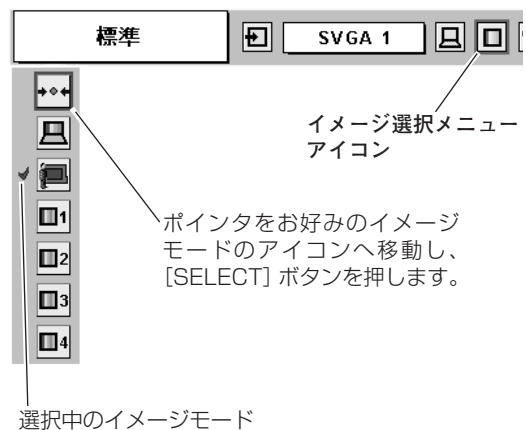 標準
SVGA 1
イメージ選択メニュー
アイコン
ポインタをお好みのイメージ
モードのアイコンへ移動し、
［SELECT］ボタンを押します。
1
2
3
4
選択中のイメージモード